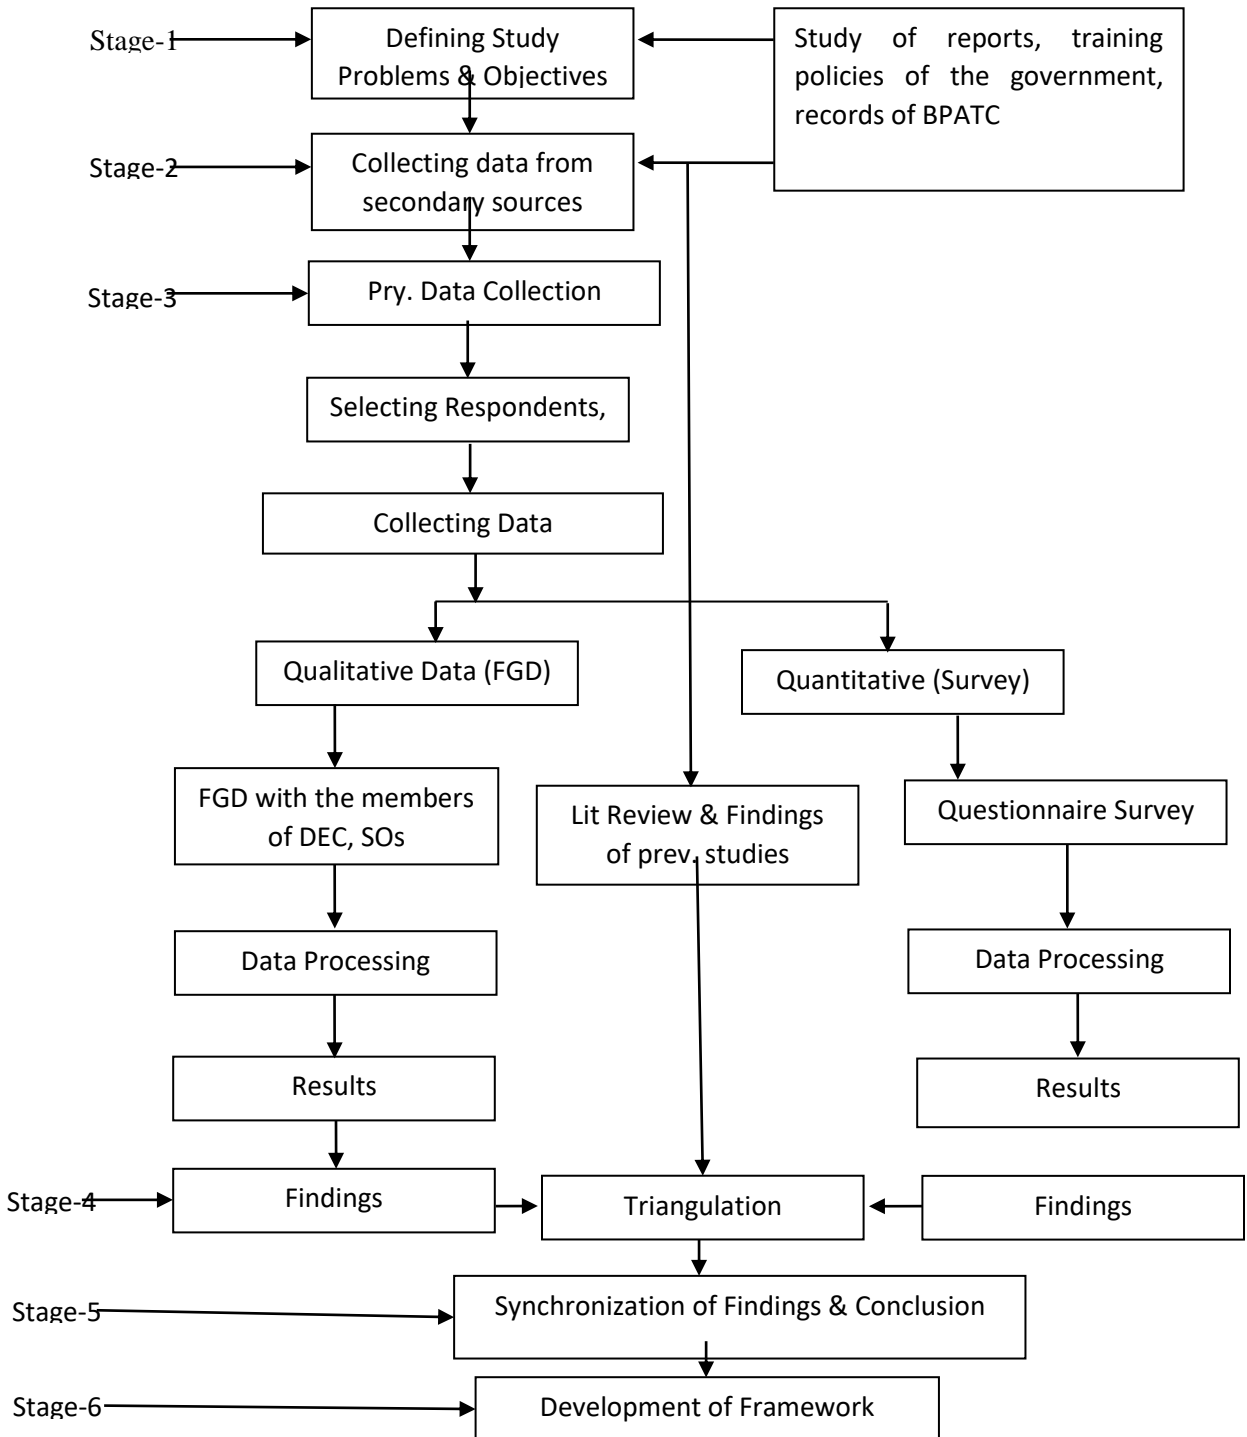 Stage-1
Defining Study
Problems & Objectives
Study of reports, training
policies of the government,
records of BPATC
Stage-2
Collecting data from
secondary sources
Stage-3
Pry. Data Collection
Selecting Respondents,
Collecting Data
Qualitative Data (FGD)
Quantitative (Survey)
FGD with the members
of DEC, SOs
Lit Review & Findings
of prev. studies
Questionnaire Survey
Data Processing
Data Processing
Results
Results
Stage-4
Findings
Triangulation
Findings
Stage-5
Synchronization of Findings & Conclusion
Stage-6
Development of Framework